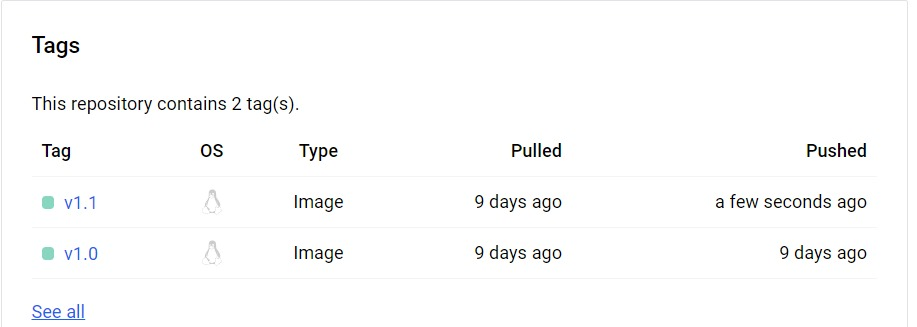 Tags
This repository contains 2 tag(s).
Tag OS Type Pulled Pushed
v1.1 Image 9 days ago a few seconds ago
v1.0 Image 9 days ago 9 days ago
See all